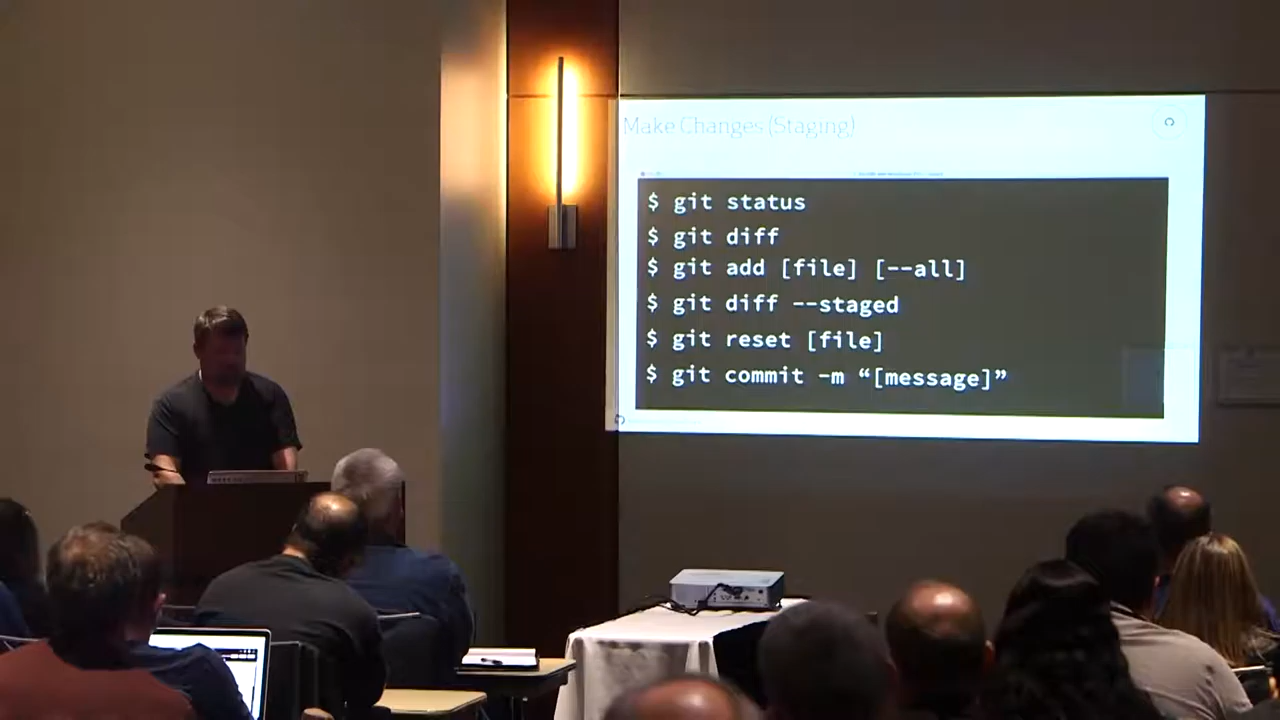 Make Changes (Staging)
$ git status
$ git diff
$ git add [file] [--all]
$ git diff --staged
$ git reset [file]
$ git commit -m “[message]”